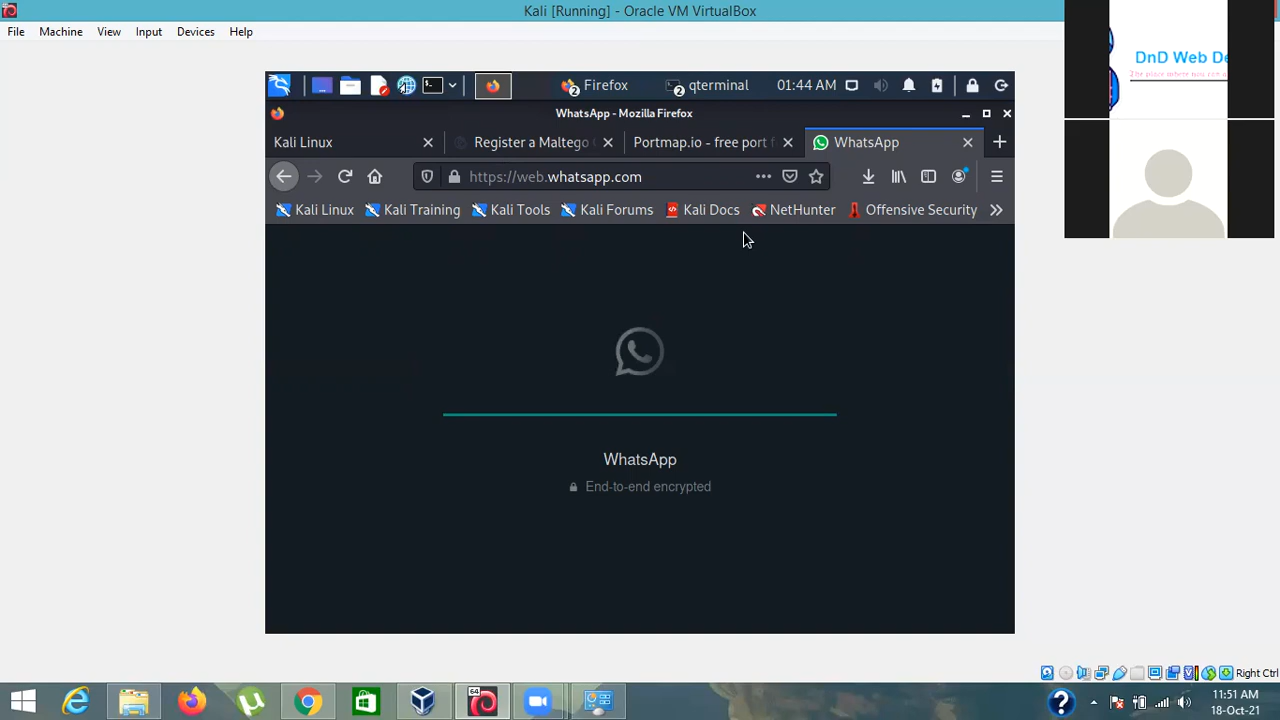 Kali [Running] - Oracle VM VirtualBox
File Machine View Input Devices Help
DnD Web De
Firefox
qterminal
01:44 AM
WhatsApp - Mozilla Firefox
Kali Linux
Register a Maltego
Portmap.io - free port f
WhatsApp
https://web.whatsapp.com
Kali Linux
Kali Training
Kali Tools
Kali Forums
Kali Docs
NetHunter
Offensive Security
WhatsApp
End-to-end encrypted
Right Ctrl
11:51 AM
18-Oct-21